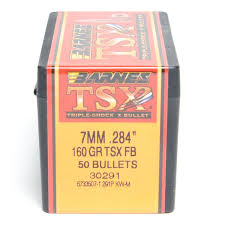 BARNES
TSX
TRIPLE-SHOCK X BULLET
7MM .284"
160 GR TSX FB
50 BULLETS
30291